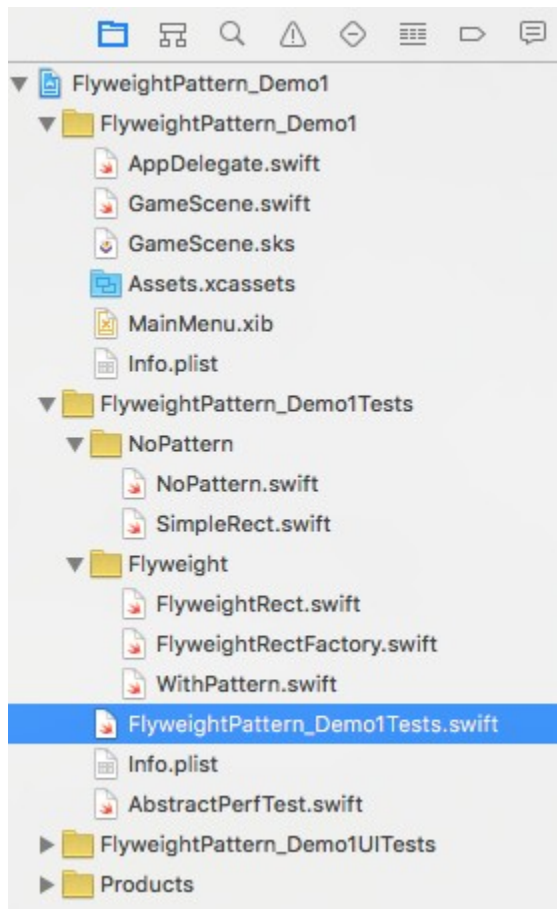 FlyweightPattern_Demo1
FlyweightPattern_Demo1
AppDelegate.swift
GameScene.swift
GameScene.sks
Assets.xcassets
MainMenu.xib
Info.plist
FlyweightPattern_Demo1Tests
NoPattern
NoPattern.swift
SimpleRect.swift
Flyweight
FlyweightRect.swift
FlyweightRectFactory.swift
WithPattern.swift
FlyweightPattern_Demo1Tests.swift
Info.plist
AbstractPerfTest.swift
FlyweightPattern_Demo1UITests
Products